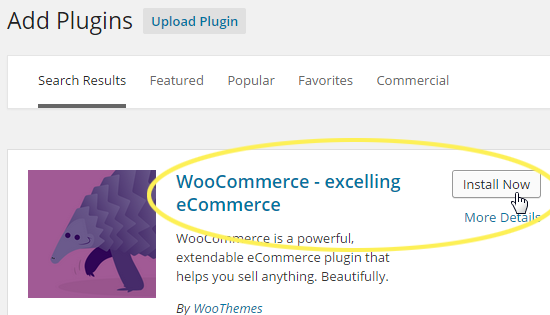 Add Plugins Upload Plugin
Search Results Featured Popular Favorites Commercial
WooCommerce - excelling Install Now
eCommerce More Details
WooCommerce is a powerful,
extendable eCommerce plugin that
helps you sell anything. Beautifully.
By WooThemes